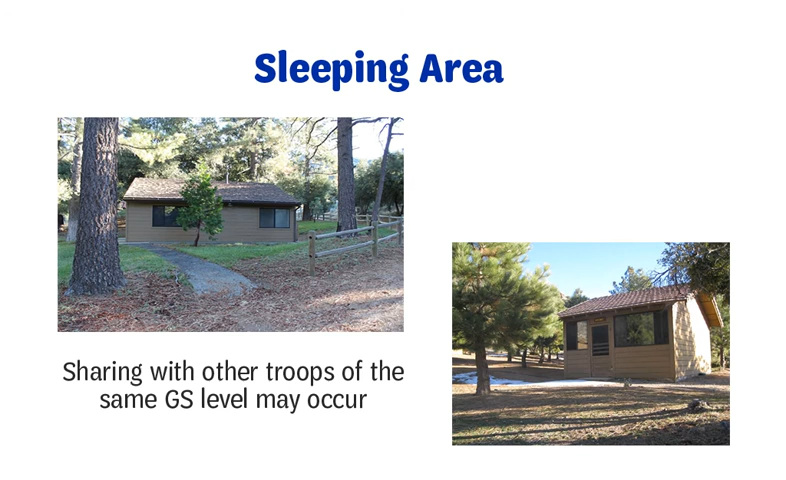 Sleeping Area
Sharing with other troops of the
same GS level may occur